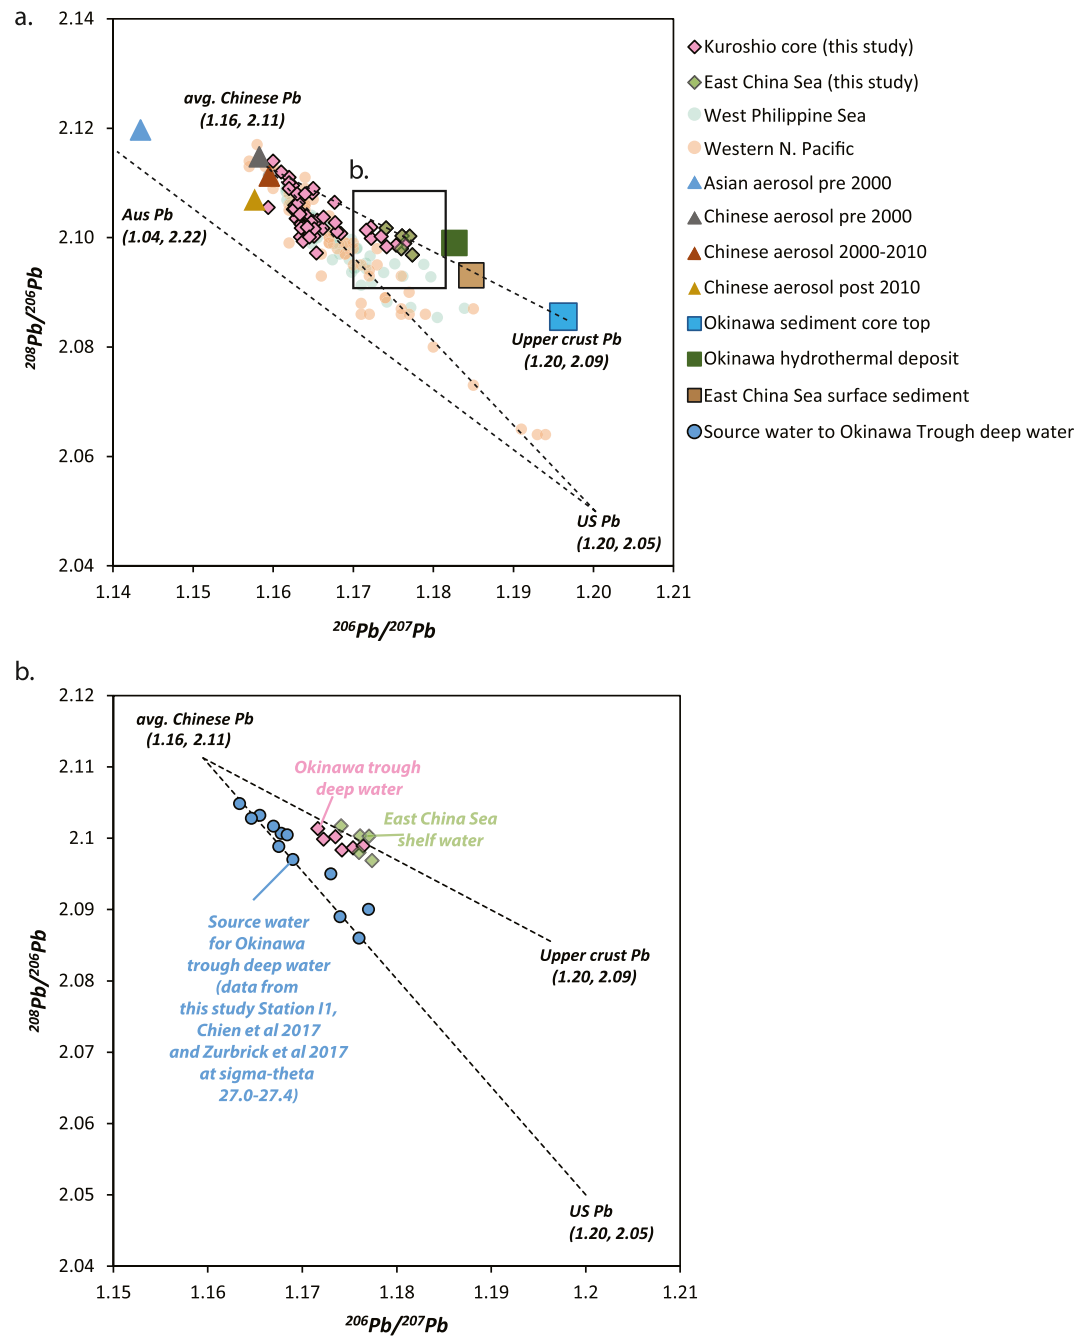 a.
2.14
2.12
2.10
2.08
2.06
2.04
208Pb/206Pb
1.14 1.15 1.16 1.17 1.18 1.19 1.20 1.21
206Pb/207Pb
avg. Chinese Pb
(1.16, 2.11)
b.
Aus Pb
(1.04, 2.22)
Upper crust Pb
(1.20, 2.09)
US Pb
(1.20, 2.05)
Kuroshio core (this study)
East China Sea (this study)
West Philippine Sea
Western N. Pacific
Asian aerosol pre 2000
Chinese aerosol pre 2000
Chinese aerosol 2000-2010
Chinese aerosol post 2010
Okinawa sediment core top
Okinawa hydrothermal deposit
East China Sea surface sediment
Source water to Okinawa Trough deep water
b.
2.12
2.11
2.1
2.09
2.08
2.07
2.06
2.05
2.04
208Pb/206Pb
1.15 1.16 1.17 1.18 1.19 1.2 1.21
206Pb/207Pb
avg. Chinese Pb
(1.16, 2.11)
Okinawa trough
deep water
East China Sea
shelf water
Source water
for Okinawa
trough deep water
(data from
this study Station I1,
Chien et al 2017
and Zurbrick et al 2017
at sigma-theta
27.0-27.4)
Upper crust Pb
(1.20, 2.09)
US Pb
(1.20, 2.05)